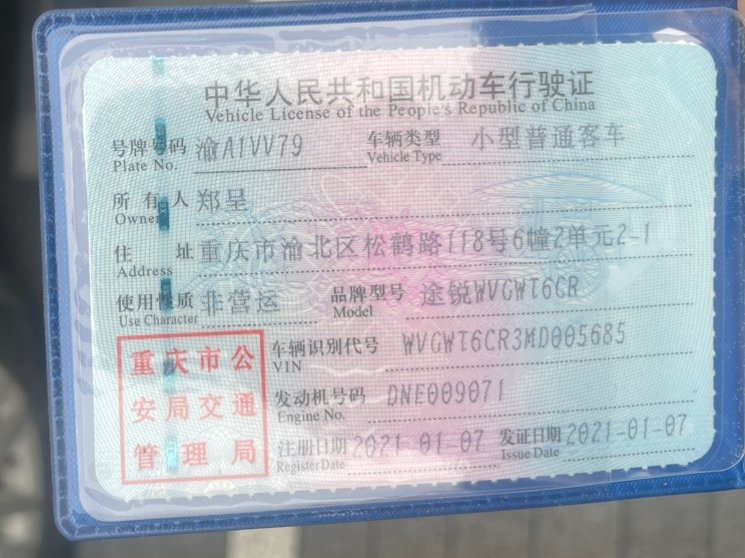 中华人民共和国机动车行驶证
Vehicle License of the People's Republic of China
号牌号码 渝A1VV79 车辆类型 小型普通客车
Plate No. Vehicle Type
所有人 郑呈
Owner
住址 重庆市渝北区松鹤路118号6幢2单元2-1
Address
使用性质 非营运 品牌型号 途锐WVGWT6CR
Use Character Model
重庆市公 车辆识别代号 WVGWT6CR3MD005685
VIN
安局交通 发动机号码 DNE009071
Engine No.
管理局 注册日期 2021-01-07 发证日期 2021-01-07
Register Date Issue Date